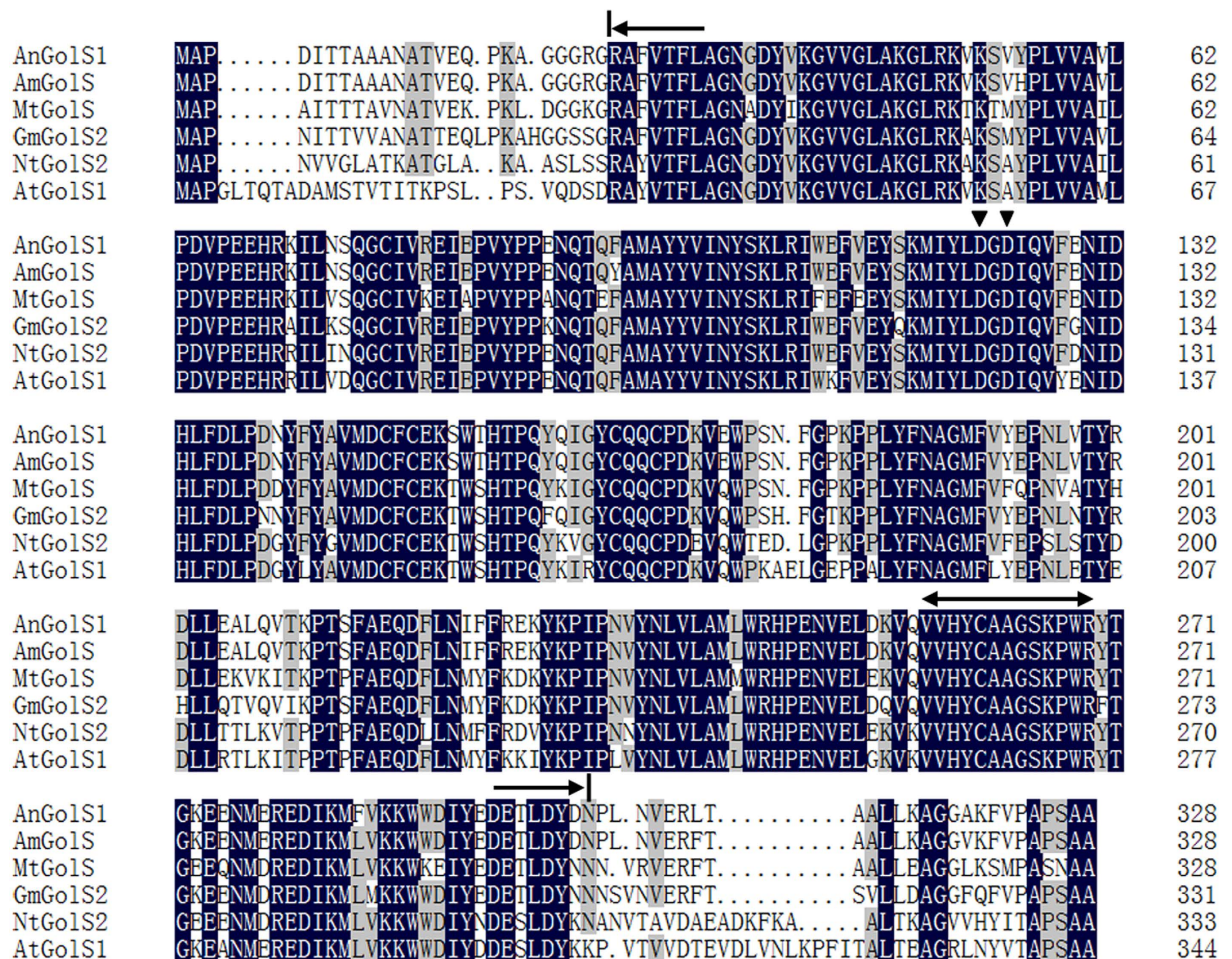 AnGolS1 MAP......DITTAAANATVEQ.PKA.GGGRGRAFVTFLAGNGDYVKGVVGLAKGLRKVKSVYPLVVAVL 62
AmGolS MAP......DITTAAANATVEQ.PKA.GGGRGRAFVTFLAGNGDYVKGVVGLAKGLRKVKSVHPLVVAVL 62
MtGolS MAP......AITTTAVNATVEK.PKL.DGGKGRAFVTFLAGNADYIKGVVGLAKGLRKTKTMYPLVVAIL 62
GmGolS2 MAP......NITTVVANATTEQLPKAHGGSSGRAFVTFLAGNGDYVKGVVGLAKGLRKAKSMYPLVVAVL 64
NtGolS2 MAP......NVVGLATKATGLA..KA.ASLSSRAYVTFLAGNGDYVKGVVGLAKGLRKAKSAYPLVVAIL 61
AtGolS1 MAPGLTQTADAMSTVTITKPSL..PS.VQDSDRAYVTFLAGNGDYVKGVVGLAKGLRKVKSAYPLVVAML 67
AnGolS1 PDVPEEHRKILNSQGCIVREIEPVYPPENQTQFAMAYYVINYSKLRIWEFVEYSKMIYLDGDIQVFENID 132
AmGolS PDVPEEHRKILNSQGCIVREIEPVYPPENQTQYAMAYYVINYSKLRIWEFVEYSKMIYLDGDIQVFENID 132
MtGolS PDVPEEHRKILVSQGCIVKEIAPVYPPANQTEFAMAYYVINYSKLRIFEFEEYSKMIYLDGDIQVFENID 132
GmGolS2 PDVPEEHRAILKSQGCIVREIEPVYPPKNQTQFAMAYYVINYSKLRIWEFVEYQKMIYLDGDIQVFGNID 134
NtGolS2 PDVPEEHRRILINQGCIVREIEPVYPPENQTQFAMAYYVINYSKLRIWEFVEYSKMIYLDGDIQVFDNID 131
AtGolS1 PDVPEEHRRILVDQGCIVREIEPVYPPENQTQFAMAYYVINYSKLRIWKFVEYSKMIYLDGDIQVYENID 137
AnGolS1 HLFDLPDNYFYAVMDCFCEKSWTHTPQYQIGYCQQCPDKVEWPSN.FGPKPPLYFNAGMFVYEPNLVTYR 201
AmGolS HLFDLPDNYFYAVMDCFCEKSWTHTPQYQIGYCQQCPDKVEWPSN.FGPKPPLYFNAGMFVYEPNLVTYR 201
MtGolS HLFDLPDDYFYAVMDCFCEKTWSHTPQYKIGYCQQCPDKVQWPSN.FGPKPPLYFNAGMFVFQPNVATYH 201
GmGolS2 HLFDLPNNYFYAVMDCFCEKTWSHTPQFQIGYCQQCPDKVQWPSH.FGTKPPLYFNAGMFVYEPNLNTYR 203
NtGolS2 HLFDLPDGYFYGVMDCFCEKTWSHTPQYKVGYCQQCPDEVQWTED.LGPKPPLYFNAGMFVFEPSLSTYD 200
AtGolS1 HLFDLPDGYLYAVMDCFCEKTWSHTPQYKIRYCQQCPDKVQWPKAELGEPPALYFNAGMFLYEPNLETYE 207
AnGolS1 DLLEALQVTKPTSFAEQDFLNIFFREKYKPIPNVYNLVLAMLWRHPENVELDKVQVVHYCAAGSKPWRYT 271
AmGolS DLLEALQVTKPTSFAEQDFLNIFFREKYKPIPNVYNLVLAMLWRHPENVELDKVQVVHYCAAGSKPWRYT 271
MtGolS DLLEKVKITKPTPFAEQDFLNMYFKDKYKPIPNVYNLVLAMMWRHPENVELEKVQVVHYCAAGSKPWRYT 271
GmGolS2 HLLQTVQVIKPTSFAEQDFLNMYFKDKYKPIPNVYNLVLAMLWRHPENVELDQVQVVHYCAAGSKPWRFT 273
NtGolS2 DLLTTLKVTPPTPFAEQDLLNMFFRDVYKPIPNNYNLVLAMLWRHPENVELEKVKVVHYCAAGSKPWRYT 270
AtGolS1 DLLRTLKITPPTPFAEQDFLNMYFKKIYKPIPLVYNLVLAMLWRHPENVELGKVKVVHYCAAGSKPWRYT 277
AnGolS1 GKEENMEREDIKMFVKKWWDIYEDETLDYDNPL.NVERLT..........AALLKAGGAKFVPAPSAA 328
AmGolS GKEENMEREDIKMLVKKWWDIYEDETLDYDNPL.NVERFT..........AALLKAGGVKFVPAPSAA 328
MtGolS GEEQNMDREDIKMLVKKWKEIYEDETLDYNNN.VRVRFT..........AALLEAGGLKSMPASNAA 328
GmGolS2 GKEENMDREDIKMLMKKWWDIYEDETLDYNNNSVNVERFT..........SVLLDAGGFQFVPAPSAA 331
NtGolS2 GEEENMDREDIKMLVKKWWDIYNDESLDYKNANVTAVDAEADKFKA.....ALTKAGVVHYITAPSAA 333
AtGolS1 GKEANMEREDIKMLVKKWWDIYDDESLDYKKP.VTVVDTEVDLVNLKPFITALTEAGRLNYVTAPSAA 344